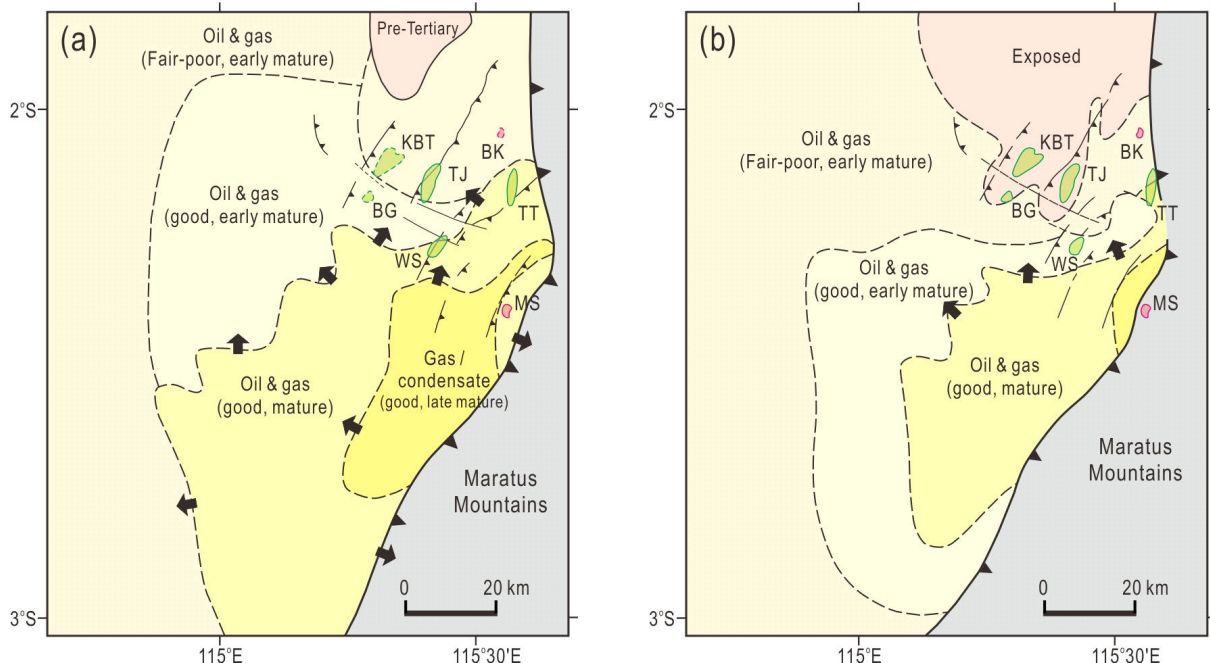 (a)
Pre-Tertiary
Oil & gas
(Fair-poor, early mature)
2°S
KBT
BK
TJ
Oil & gas
(good, early mature)
BG
TT
WS
MS
Gas /
condensate
(good, late mature)
Oil & gas
(good, mature)
Maratus
Mountains
0 20 km
3°S
115°E
115°30'E
(b)
Exposed
2°S
KBT
BK
Oil & gas
(Fair-poor, early mature)
TJ
BG
TT
WS
Oil & gas
(good, early mature)
MS
Oil & gas
(good, mature)
Maratus
Mountains
0 20 km
3°S
115°E
115°30'E